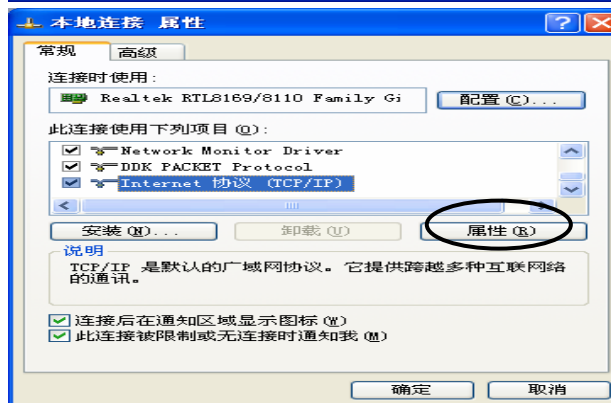 本地连接 属性
常规 高级
连接时使用:
Realtek RTL8169/8110 Family Gi 配置(C)...
此连接使用下列项目(O):
Network Monitor Driver
DDK PACKET Protocol
Internet 协议 (TCP/IP)
安装(N)... 卸载(U) 属性(R)
说明
TCP/IP 是默认的广域网协议。它提供跨越多种互联网络
的通讯。
连接后在通知区域显示图标(W)
此连接被限制或无连接时通知我(M)
确定 取消